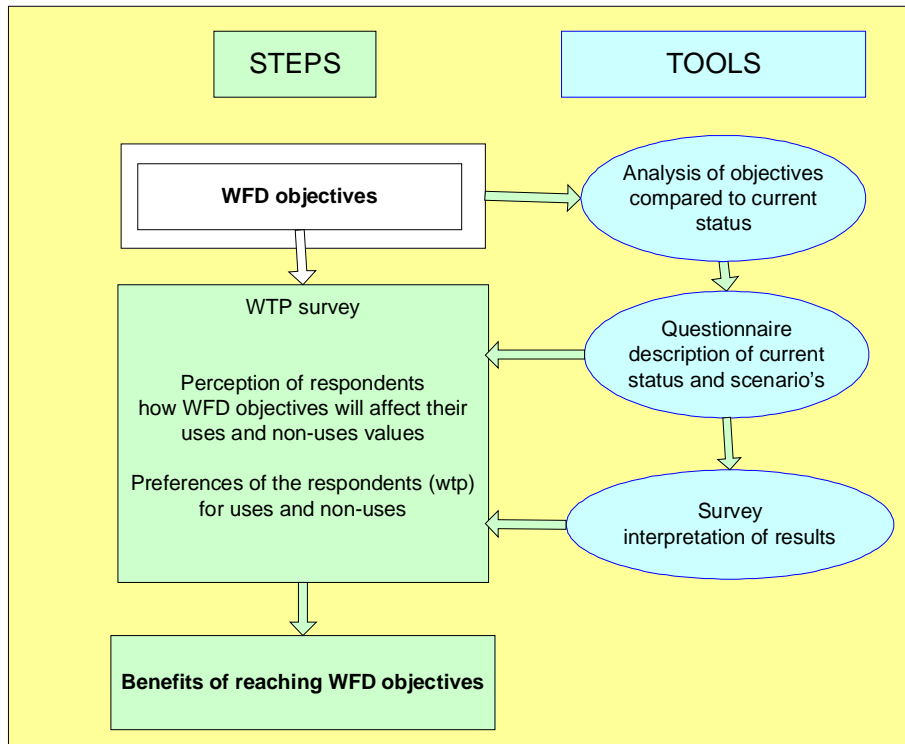 STEPS
TOOLS
WFD objectives
Analysis of objectives
compared to current
status
WTP survey
Perception of respondents
how WFD objectives will affect their
uses and non-uses values
Preferences of the respondents (wtp)
for uses and non-uses
Questionnaire
description of current
status and scenario's
Survey
interpretation of results
Benefits of reaching WFD objectives